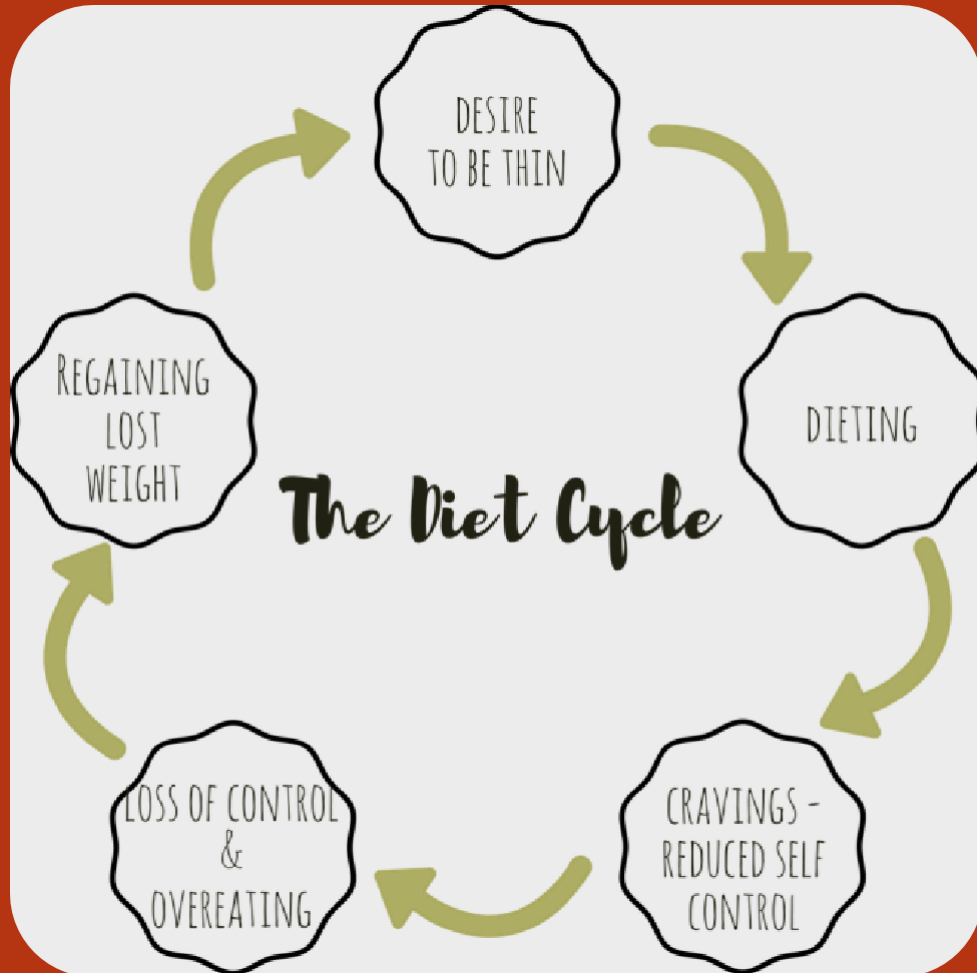 DESIRE
TO BE THIN
DIETING
CRAVINGS -
REDUCED SELF
CONTROL
LOSS OF CONTROL
&
OVEREATING
REGAINING
LOST
WEIGHT
The Diet Cycle